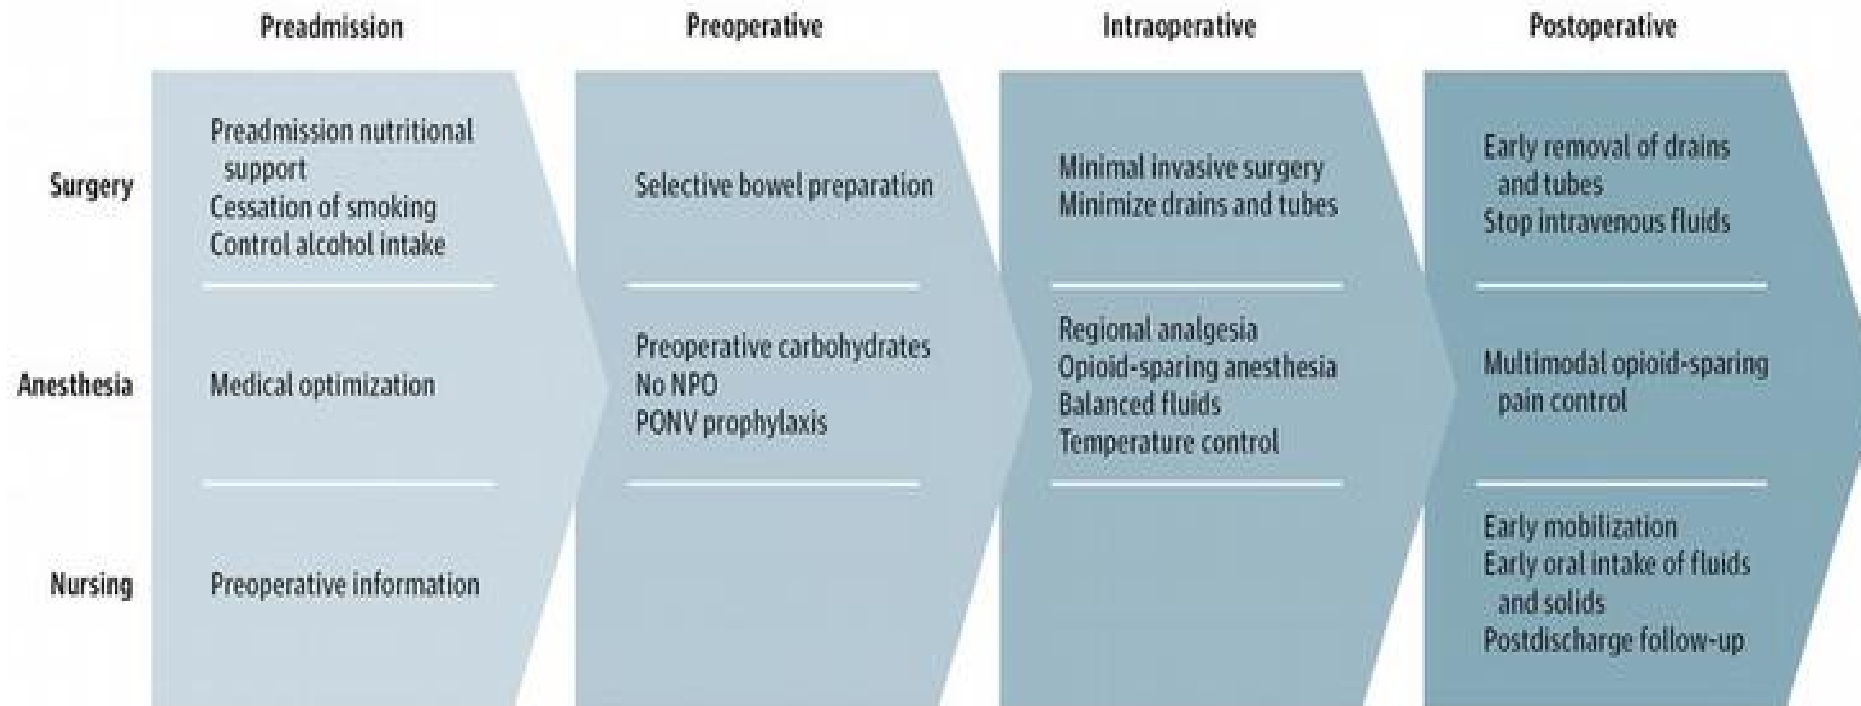 Preadmission Preoperative Intraoperative Postoperative
Surgery
Preadmission nutritional
support
Cessation of smoking
Control alcohol intake
Selective bowel preparation
Minimal invasive surgery
Minimize drains and tubes
Early removal of drains
and tubes
Stop intravenous fluids
Anesthesia
Medical optimization
Preoperative carbohydrates
No NPO
PONV prophylaxis
Regional analgesia
Opioid-sparing anesthesia
Balanced fluids
Temperature control
Multimodal opioid-sparing
pain control
Nursing
Preoperative information
Early mobilization
Early oral intake of fluids
and solids
Postdischarge follow-up